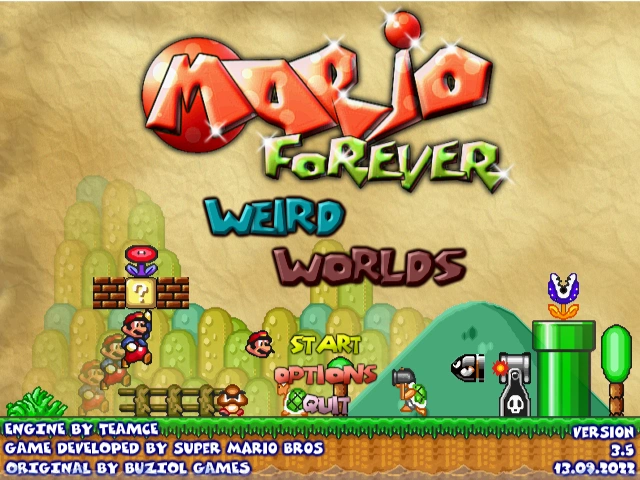 MARIO
FOREVER
WEIRD
WORLDS
?
START
OPTIONS
QUIT
ENGINE BY TEAMCE
GAME DEVELOPED BY SUPER MARIO BROS
ORIGINAL BY BUZIOL GAMES
VERSION
3.5
13.09.2022